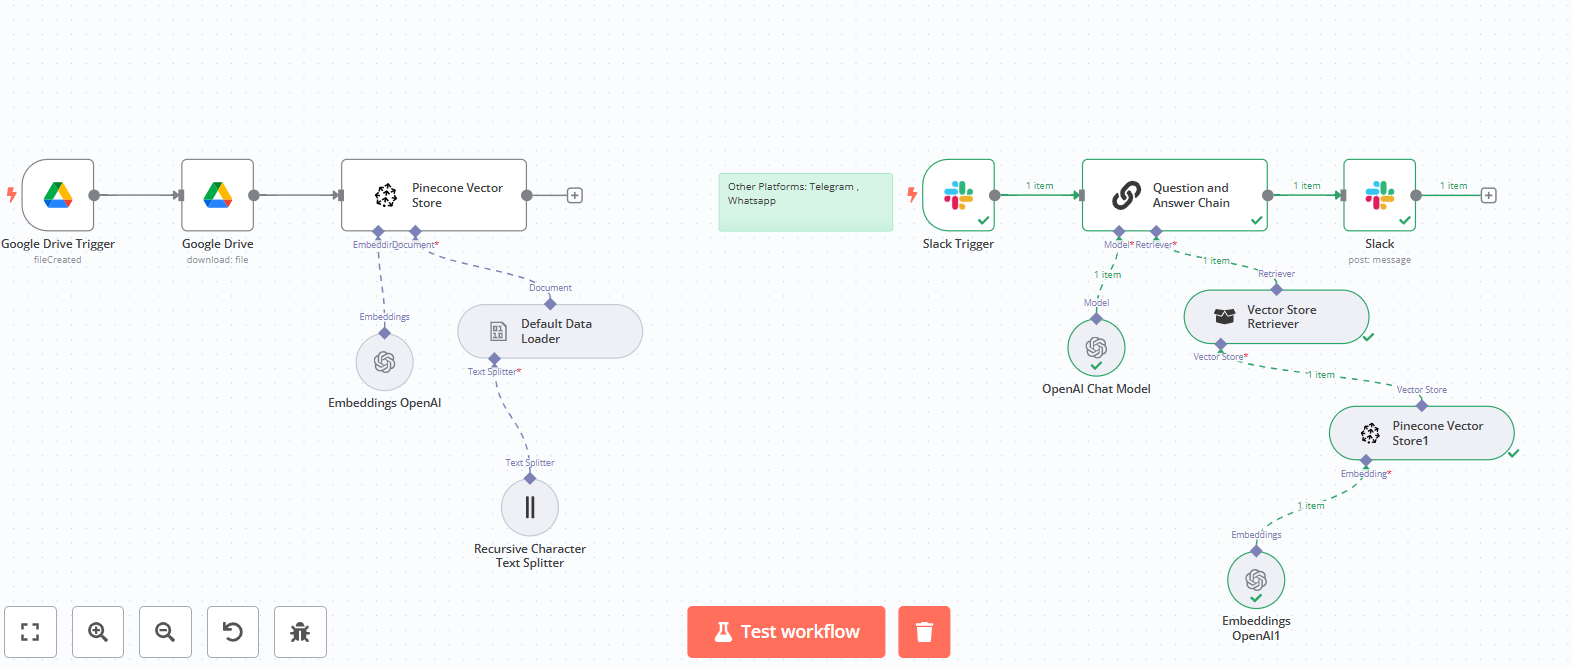 Pinecone Vector
Store
Google Drive Trigger
fileCreated
Google Drive
download: file
Document*
Embeddings
Embeddings OpenAI
Document
Default Data
Loader
Text Splitter*
Text Splitter
Recursive Character
Text Splitter
Other Platforms: Telegram ,
Whatsapp
Slack Trigger
1 item
Question and
Answer Chain
1 item
Slack
post: message
1 item
Model*
Retriever*
1 item
Model
OpenAI Chat Model
1 item
Retriever
Vector Store
Retriever
Vector Store*
1 item
Vector Store
Pinecone Vector
Store1
Embedding*
1 item
Embeddings
Embeddings
OpenAI1
Test workflow